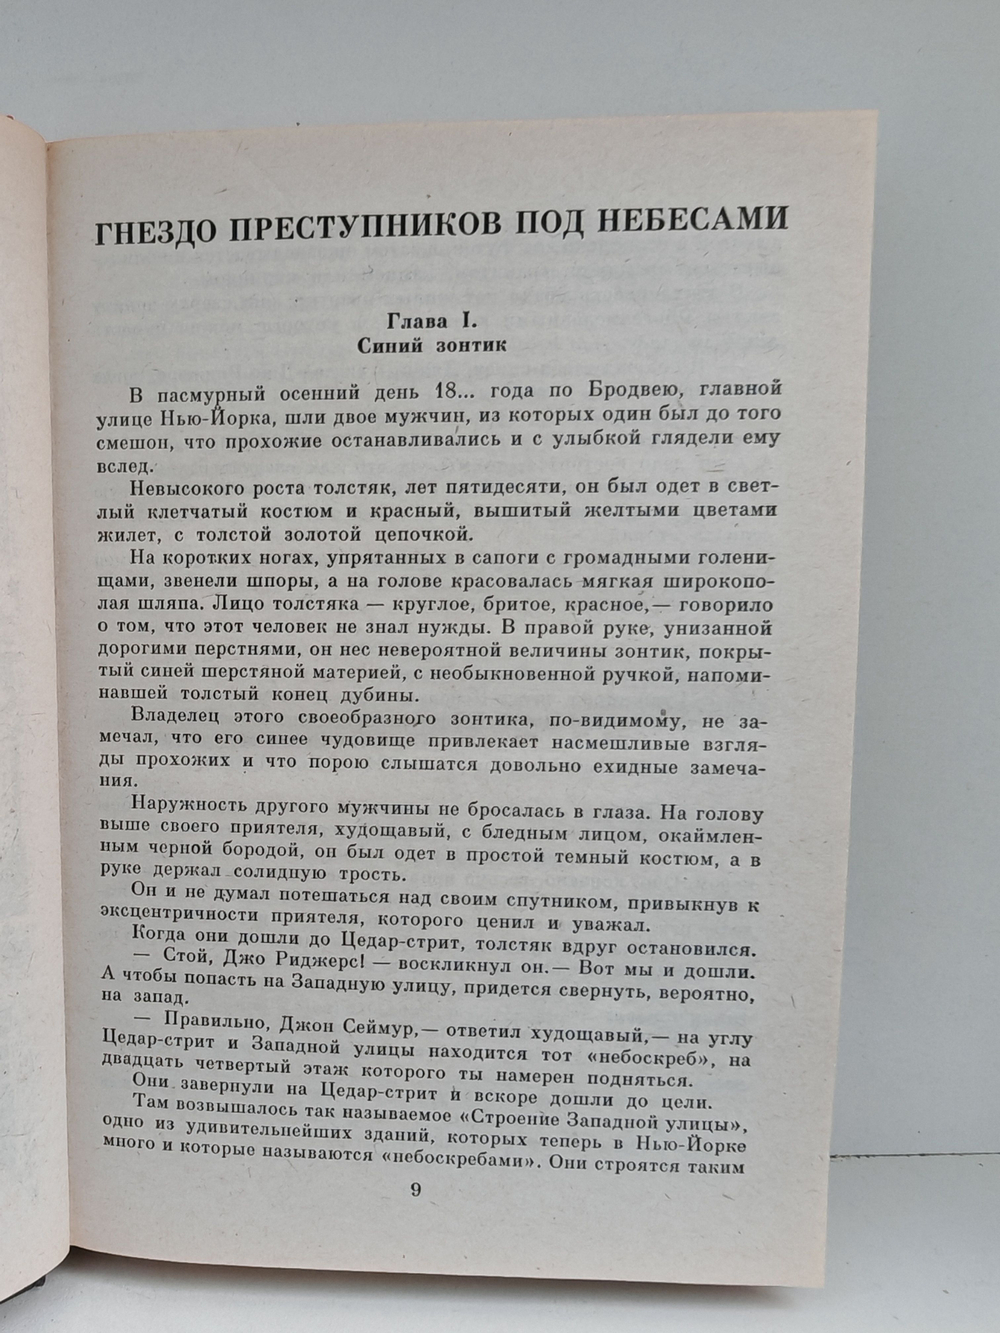 ГНЕЗДО ПРЕСТУПНИКОВ ПОД НЕБЕСАМИ
Глава I.
Синий зонтик
В пасмурный осенний день 18... года по Бродвею, главной
улице Нью-Йорка, шли двое мужчин, из которых один был до того
смешон, что прохожие останавливались и с улыбкой глядели ему
вслед.
Невысокого роста толстяк, лет пятидесяти, он был одет в свет-
лый клетчатый костюм и красный, вышитый желтыми цветами
жилет, с толстой золотой цепочкой.
На коротких ногах, упрятанных в сапоги с громадными голени-
щами, звенели шпоры, а на голове красовалась мягкая широкопо-
лая шляпа. Лицо толстяка — круглое, бритое, красное,— говорило
о том, что этот человек не знал нужды. В правой руке, унизанной
дорогими перстнями, он нес невероятной величины зонтик, покры-
тый синей шерстяной материей, с необыкновенной ручкой, напоми-
навшей толстый конец дубины.
Владелец этого своеобразного зонтика, по-видимому, не за-
мечал, что его синее чудовище привлекает насмешливые взгля-
ды прохожих и что порою слышатся довольно ехидные замеча-
ния.
Наружность другого мужчины не бросалась в глаза. На голову
выше своего приятеля, худощавый, с бледным лицом, окаймлен-
ным черной бородой, он был одет в простой темный костюм, а в
руке держал солидную трость.
Он и не думал потешаться над своим спутником, привыкнув к
эксцентричности приятеля, которого ценил и уважал.
Когда они дошли до Цедар-стрит, толстяк вдруг остановился.
— Стой, Джо Риджерс! — воскликнул он.— Вот мы и дошли.
А чтобы попасть на Западную улицу, придется свернуть, вероятно,
на запад.
— Правильно, Джон Сеймур,— ответил худощавый,— на углу
Цедар-стрит и Западной улицы находится тот «небоскреб», на
двадцать четвертый этаж которого ты намерен подняться.
Они завернули на Цедар-стрит и вскоре дошли до цели.
Там возвышалось так называемое «Строение Западной улицы»,
одно из удивительнейших зданий, которых теперь в Нью-Йорке
много и которые называются «небоскребами». Они строятся таким
9